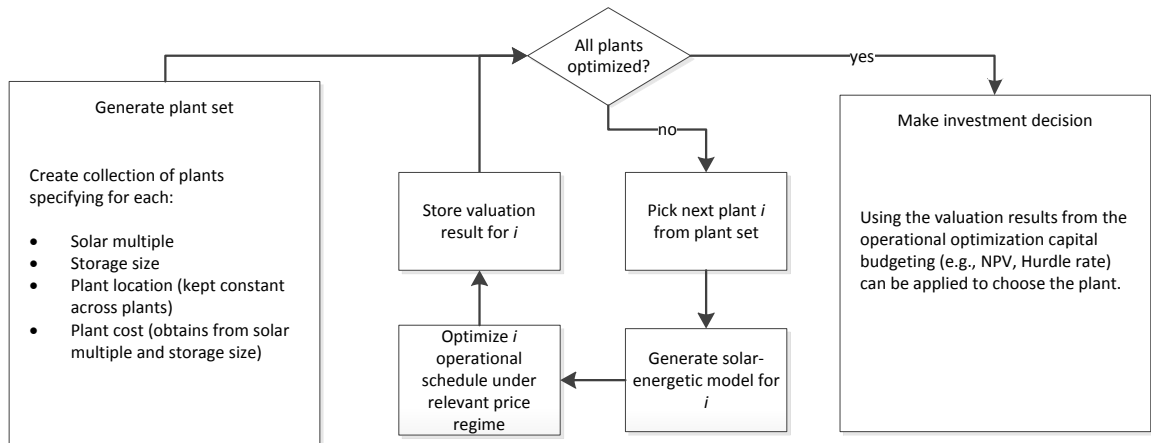 All plants
optimized?
yes
no
Generate plant set
Create collection of plants
specifying for each:
• Solar multiple
• Storage size
• Plant location (kept constant
across plants)
• Plant cost (obtains from solar
multiple and storage size)
Store valuation
result for i
Pick next plant i
from plant set
Optimize i
operational
schedule under
relevant price
regime
Generate solar-
energetic model for
i
Make investment decision
Using the valuation results from the
operational optimization capital
budgeting (e.g., NPV, Hurdle rate)
can be applied to choose the plant.